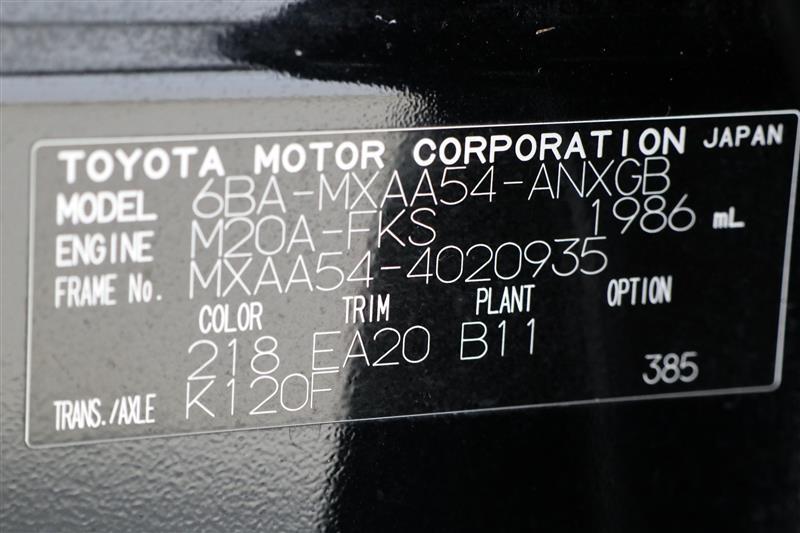 TOYOTA MOTOR CORPORATION JAPAN
MODEL 6BA-MXAA54-ANXGB
ENGINE M20A-FKS 1986 mL
FRAME No. MXAA54-4020935
COLOR TRIM PLANT OPTION
218 EA20 B11
TRANS./AXLE K120F 385